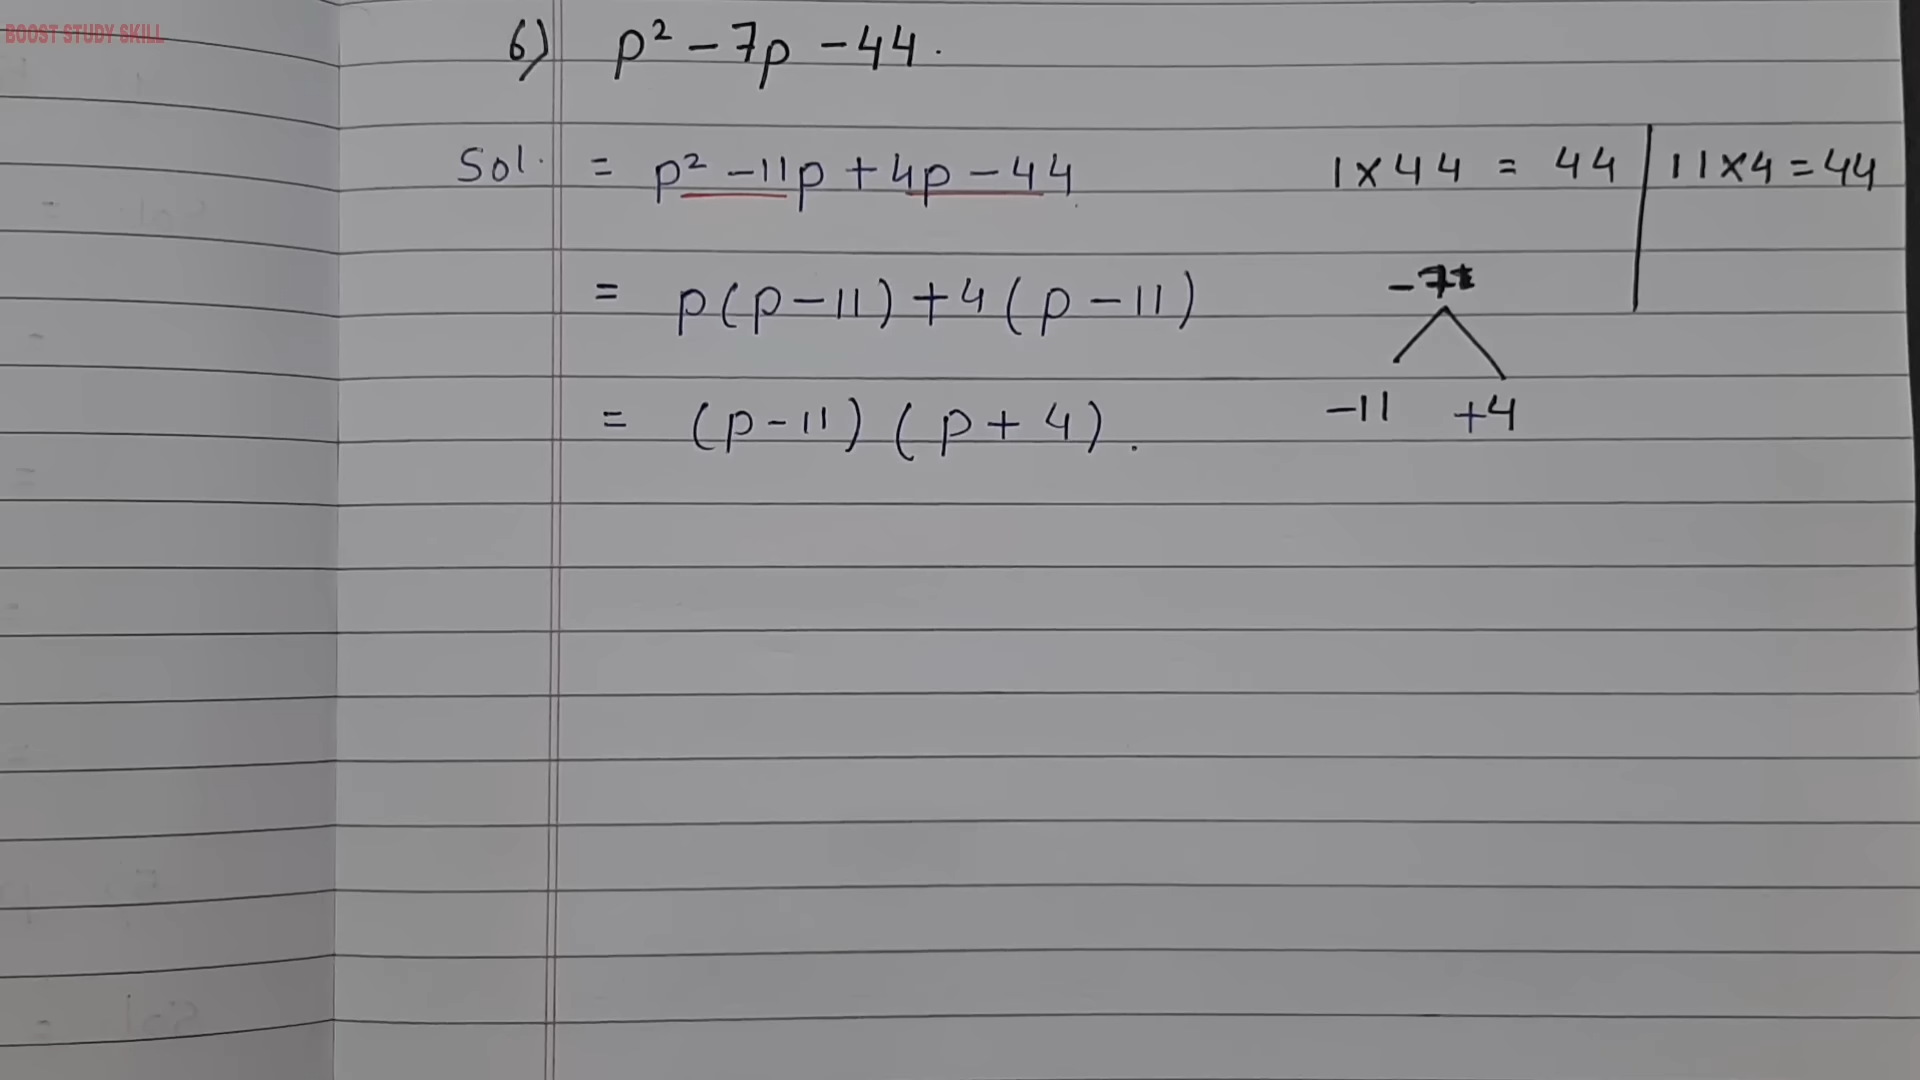 BOOST STUDY SKILL
6) p² - 7p - 44.
Sol. = p² - 11p + 4p - 44
1 × 44 = 44 | 11 × 4 = 44
= p(p - 11) + 4(p - 11)
-7
= (p - 11) (p + 4).
-11 +4